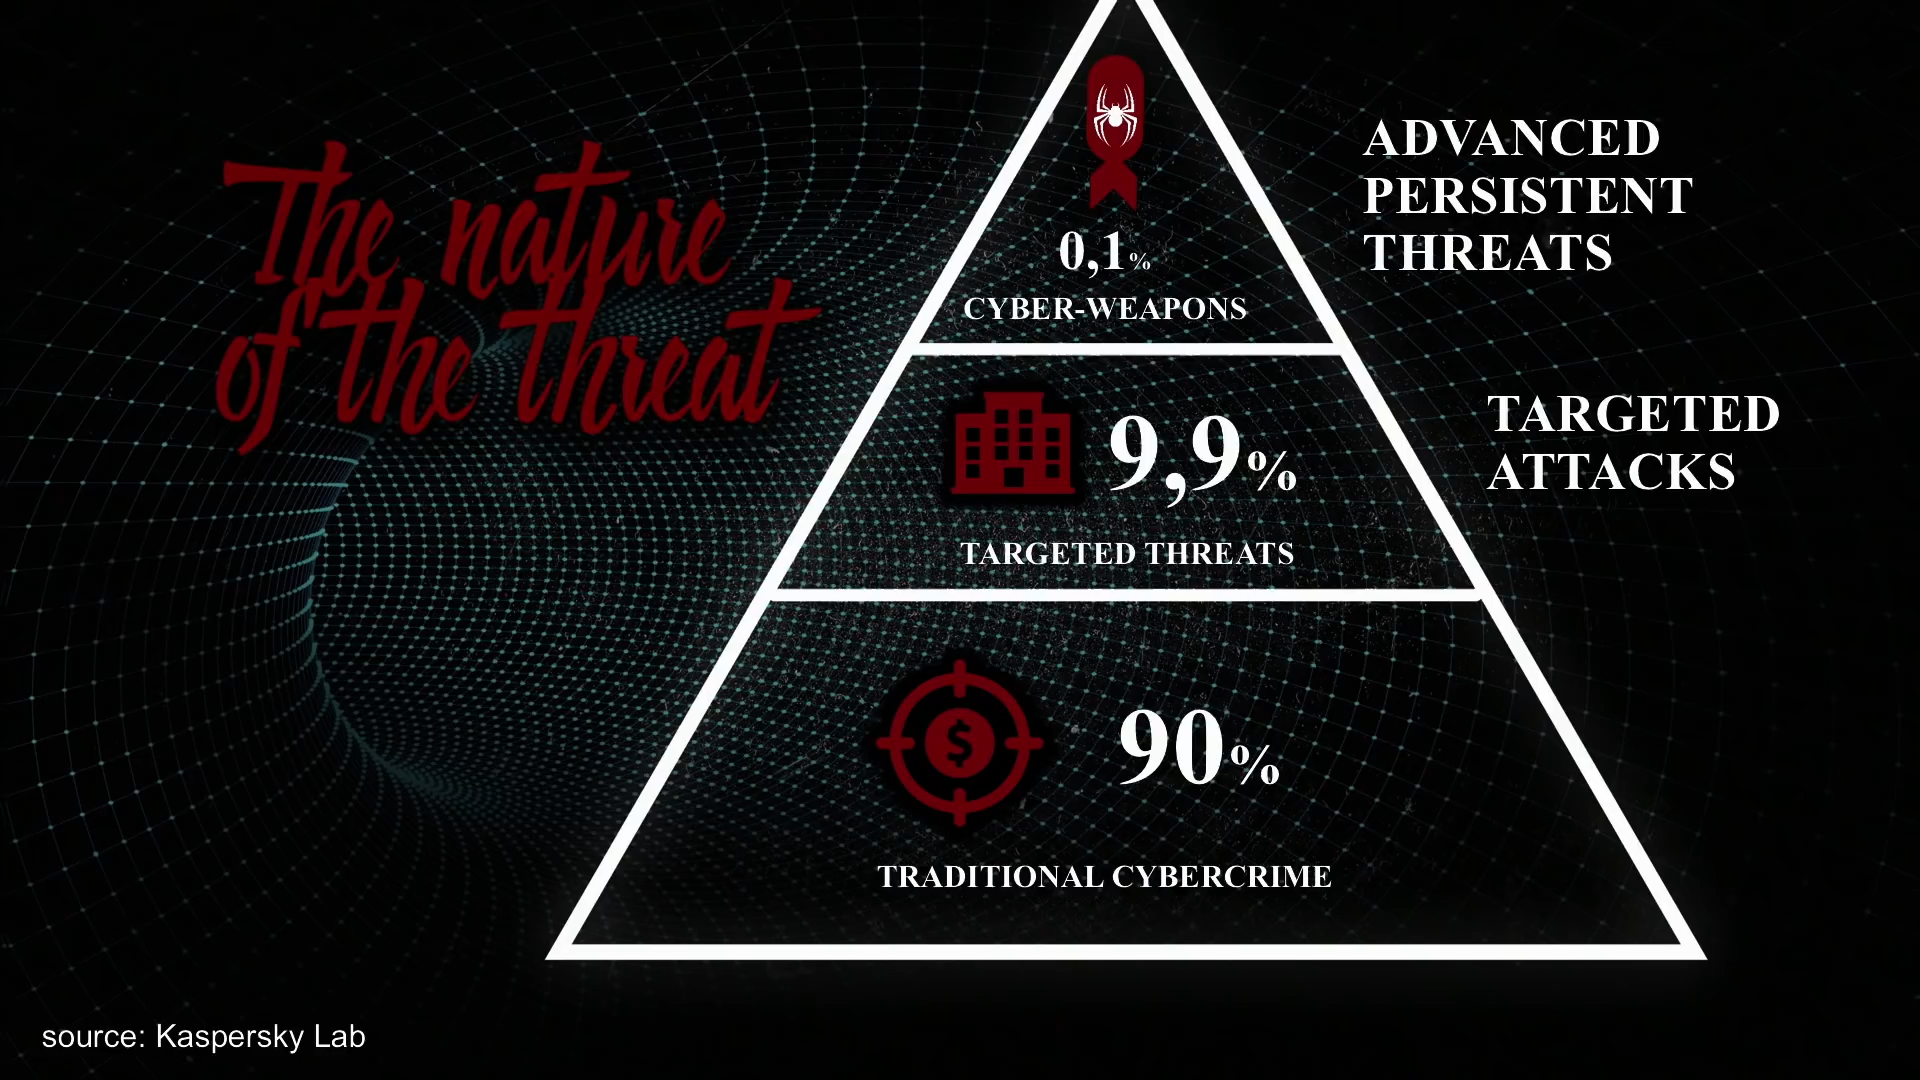 The nature
of the threat
0,1%
CYBER-WEAPONS
ADVANCED
PERSISTENT
THREATS
9,9%
TARGETED THREATS
TARGETED
ATTACKS
$
90%
TRADITIONAL CYBERCRIME
source: Kaspersky Lab